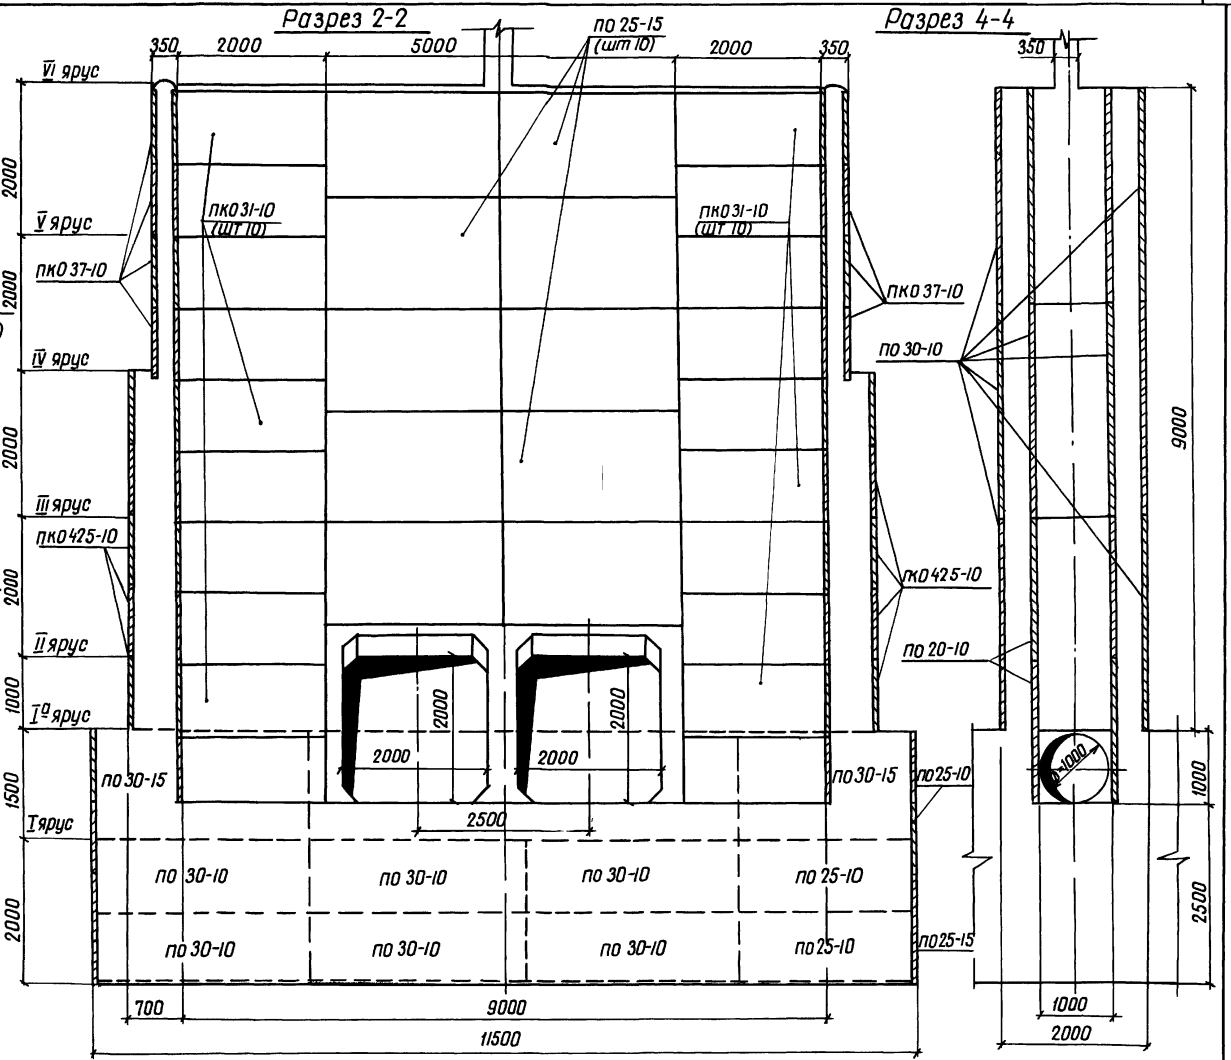 Разрез 2-2
по 25-15
(шт 10)
Разрез 4-4
350
2000
5000
2000
350
350
VI ярус
2000
пко 31-10
(шт 10)
пко 31-10
(шт 10)
V ярус
пко 37-10
2000
пко 37-10
по 30-10
IV ярус
9000
2000
III ярус
пко 425-10
2000
пко 425-10
II ярус
по 20-10
1000
2000
2000
Iа ярус
2000
2000
по 30-15
по 30-15
по 25-10
D=1000
1000
1500
2500
I ярус
по 30-10
по 30-10
по 30-10
по 25-10
2500
2000
по 30-10
по 30-10
по 30-10
по 25-10
по 25-15
700
9000
1000
11500
2000